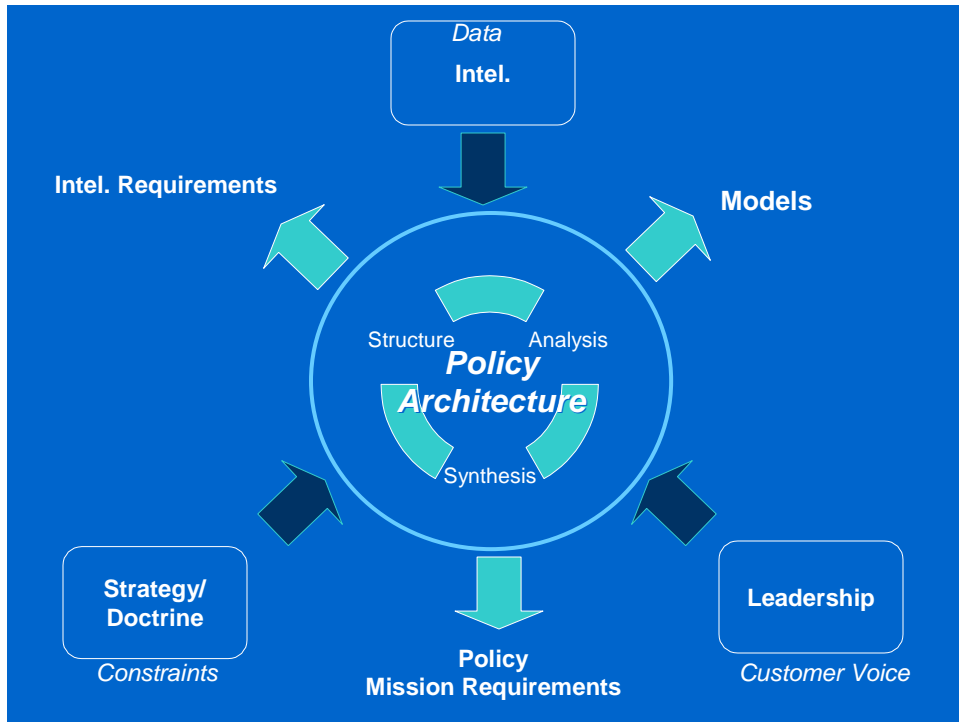 Data
Intel.
Intel. Requirements
Models
Structure
Analysis
Policy
Architecture
Synthesis
Strategy/
Doctrine
Constraints
Leadership
Customer Voice
Policy
Mission Requirements